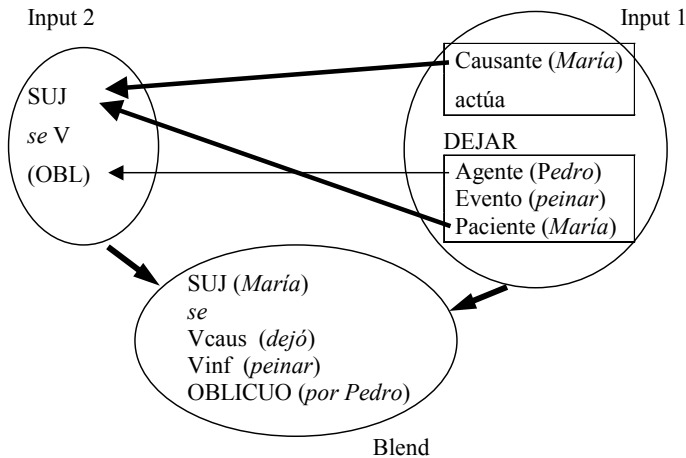 Input 2
Input 1
SUJ
se V
(OBL)
Causante (María)
actúa
DEJAR
Agente (Pedro)
Evento (peinar)
Paciente (María)
SUJ (María)
se
Vcaus (dejó)
Vinf (peinar)
OBLICUO (por Pedro)
Blend